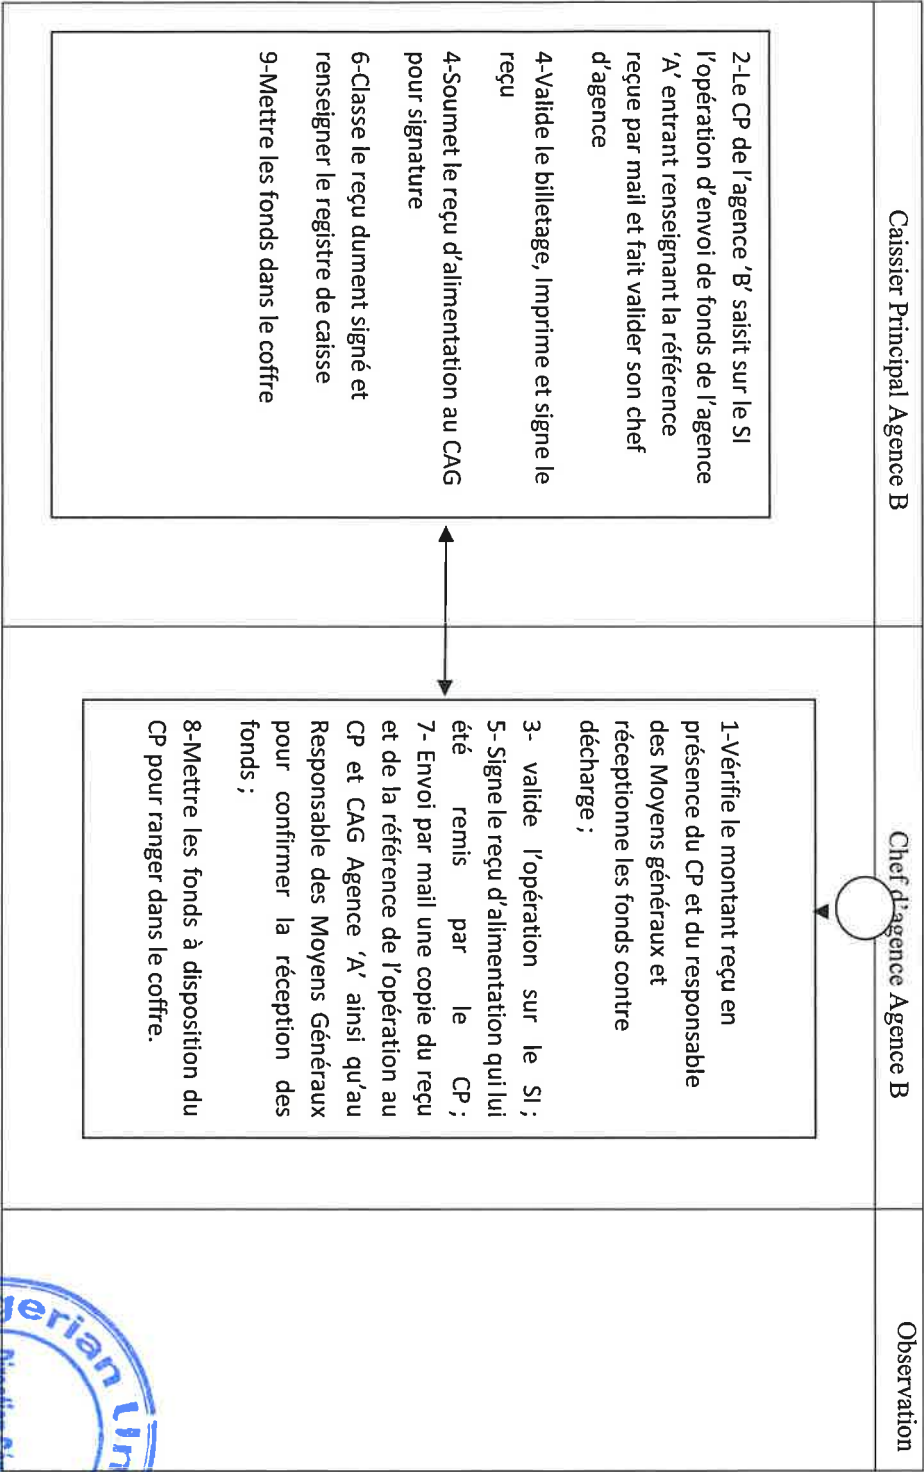 Caissier Principal Agence B
Chef d'agence Agence B
Observation
2-Le CP de l'agence 'B' saisit sur le SI
l'opération d'envoi de fonds de l'agence
'A' entrant renseignant la référence
reçue par mail et fait valider son chef
d'agence
4-Valide le billetage, Imprime et signe le
reçu
4-Soumet le reçu d'alimentation au CAG
pour signature
6-Classe le reçu dument signé et
renseigner le registre de caisse
9-Mettre les fonds dans le coffre
1-Vérifie le montant reçu en
présence du CP et du responsable
des Moyens généraux et
réceptionne les fonds contre
décharge ;
3- valide l'opération sur le SI ;
5- Signe le reçu d'alimentation qui lui
été remis par le CP ;
7- Envoi par mail une copie du reçu
et de la référence de l'opération au
CP et CAG Agence 'A' ainsi qu'au
Responsable des Moyens Généraux
pour confirmer la réception des
fonds ;
8-Mettre les fonds à disposition du
CP pour ranger dans le coffre.
gerian Un